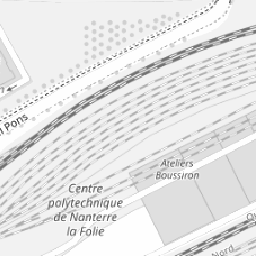 l Pons
Ateliers
Boussiron
Centre
polytechnique
de Nanterre
la Folie
Nord